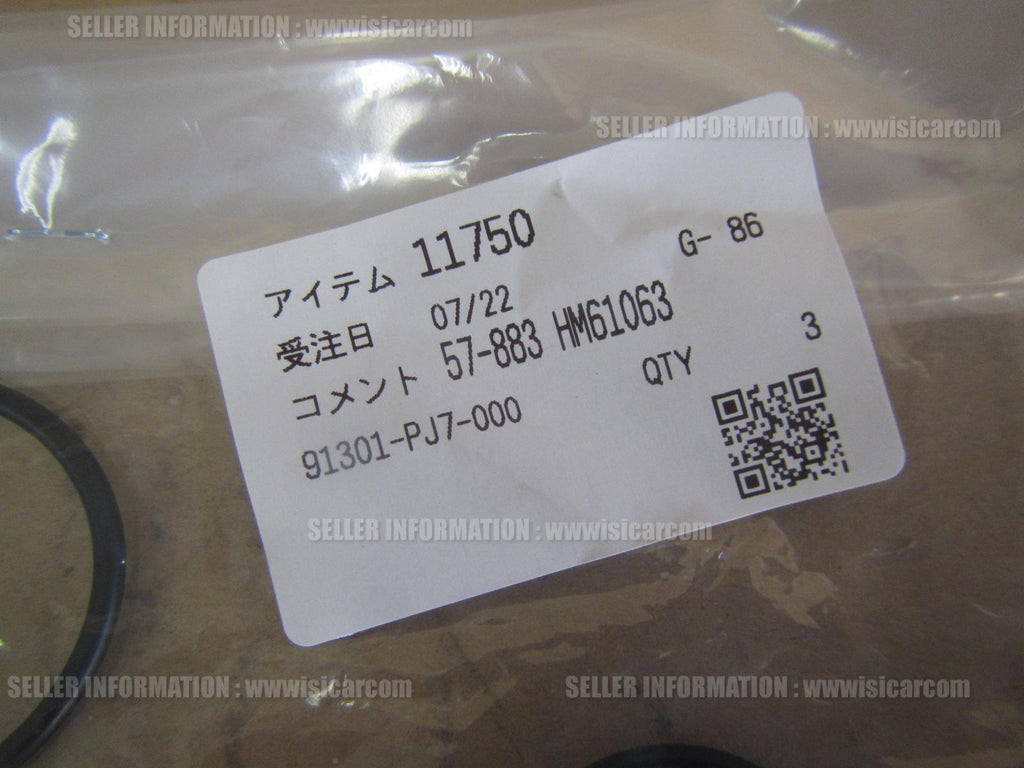 SELLER INFORMATION : wwwisicarcom
SELLER INFORMATION : wwwisicarcom
アイテム 11750 G- 86
受注日 07/22
コメント 57-883 HM61063
91301-PJ7-000 QTY 3
SELLER INFORMATION : wwwisicarcom
SELLER INFORMATION : wwwisicarcom
SELLER INFORMATION : wwwisicarcom